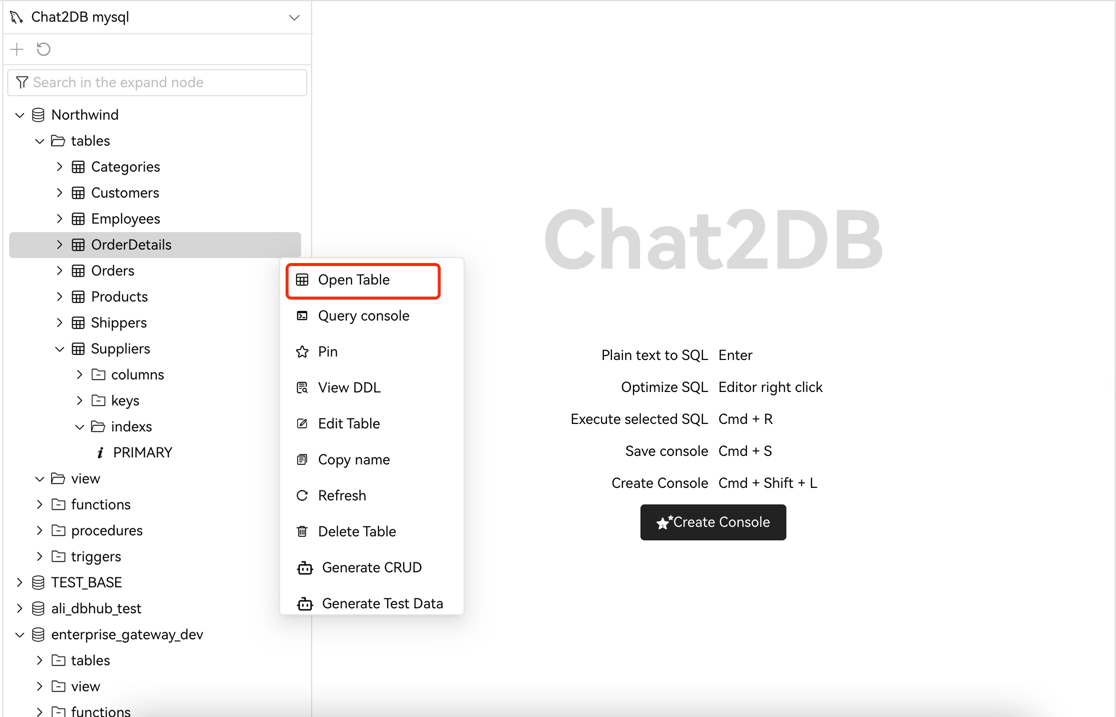 Chat2DB mysql
Search in the expand node
Northwind
tables
Categories
Customers
Employees
OrderDetails
Orders
Products
Shippers
Suppliers
columns
keys
indexs
i PRIMARY
view
functions
procedures
triggers
TEST_BASE
ali_dbhub_test
enterprise_gateway_dev
tables
view
functions
Open Table
Query console
Pin
View DDL
Edit Table
Copy name
Refresh
Delete Table
Generate CRUD
Generate Test Data
Chat2DB
Plain text to SQL Enter
Optimize SQL Editor right click
Execute selected SQL Cmd + R
Save console Cmd + S
Create Console Cmd + Shift + L
Create Console